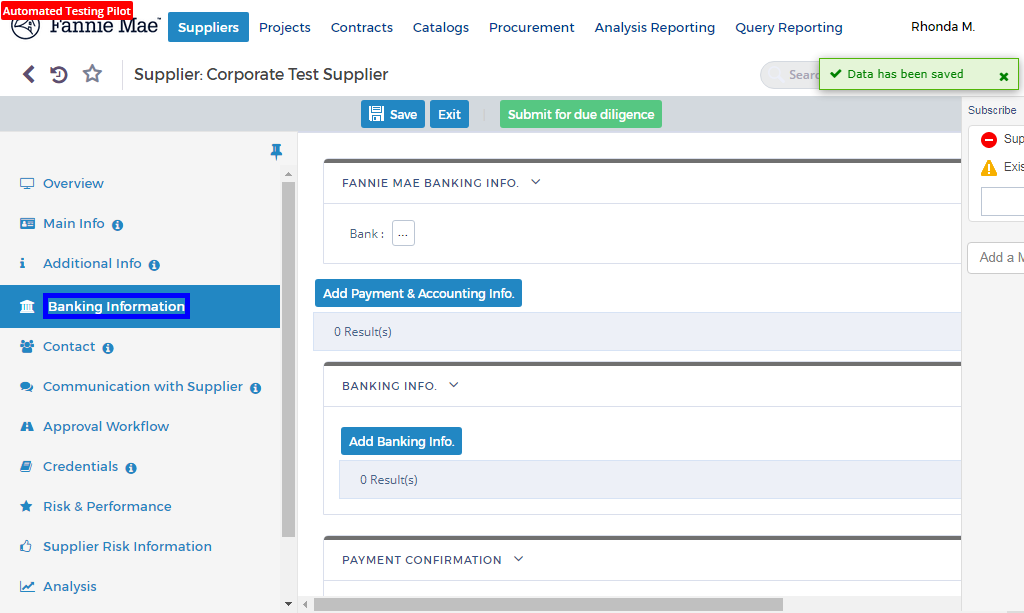 Automated Testing Pilot
Fannie Mae
Suppliers
Projects
Contracts
Catalogs
Procurement
Analysis Reporting
Query Reporting
Rhonda M.
Supplier: Corporate Test Supplier
Searc
Data has been saved
Save
Exit
Submit for due diligence
Subscribe
Sup
Exis
Add a M
Overview
Main Info
Additional Info
Banking Information
Contact
Communication with Supplier
Approval Workflow
Credentials
Risk & Performance
Supplier Risk Information
Analysis
FANNIE MAE BANKING INFO.
Bank :
...
Add Payment & Accounting Info.
0 Result(s)
BANKING INFO.
Add Banking Info.
0 Result(s)
PAYMENT CONFIRMATION